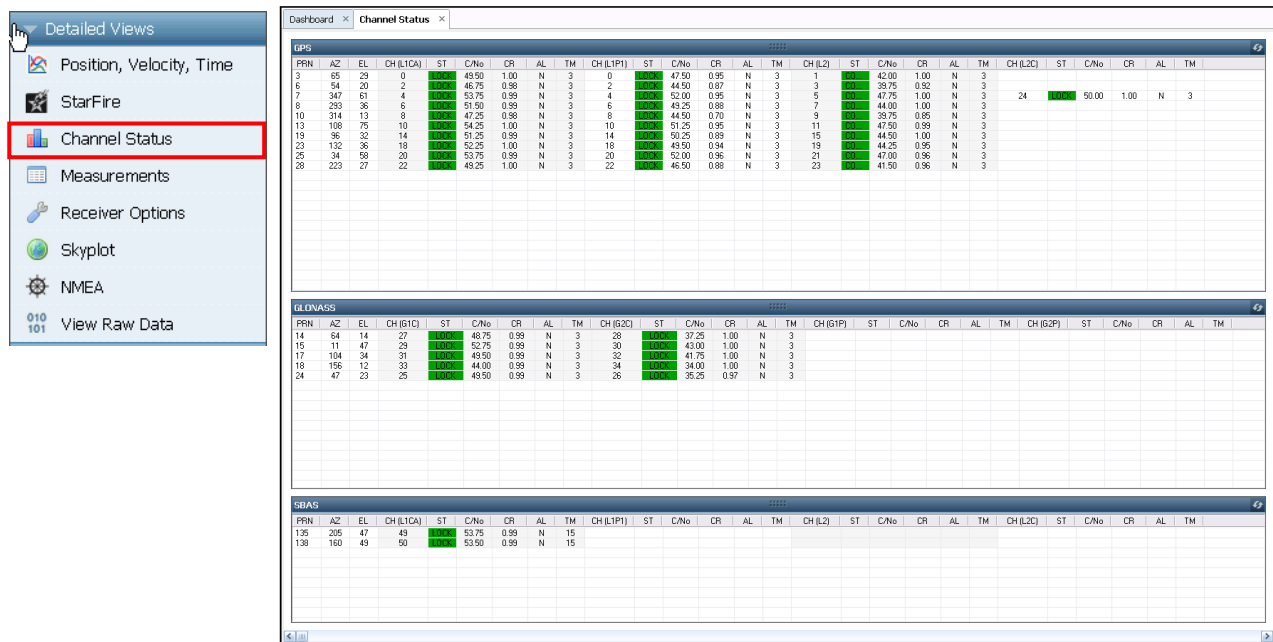 Detailed Views
Position, Velocity, Time
StarFire
Channel Status
Measurements
Receiver Options
Skyplot
NMEA
010
101 View Raw Data
Dashboard × Channel Status ×
GPS
PRN AZ EL CH (L1CA) ST C/No CR AL TM CH (L1P1) ST C/No CR AL TM CH (L2) ST C/No CR AL TM CH (L2C) ST C/No CR AL TM
3 65 29 0 LOCK 49.50 1.00 N 3 0 LOCK 47.50 0.95 N 3 1 CO... 42.00 1.00 N 3
6 54 20 2 LOCK 46.75 0.98 N 3 2 LOCK 44.50 0.87 N 3 3 CO... 39.75 0.92 N 3
7 347 61 4 LOCK 53.75 0.99 N 3 4 LOCK 52.00 0.95 N 3 5 CO... 47.75 1.00 N 3 24 LOCK 50.00 1.00 N 3
8 293 36 6 LOCK 51.50 0.99 N 3 6 LOCK 49.25 0.88 N 3 7 CO... 44.00 1.00 N 3
10 314 13 8 LOCK 47.25 0.98 N 3 8 LOCK 44.50 0.70 N 3 9 CO... 39.75 0.85 N 3
13 108 75 10 LOCK 54.25 1.00 N 3 10 LOCK 51.25 0.95 N 3 11 CO... 47.50 0.99 N 3
19 96 32 14 LOCK 51.25 0.99 N 3 14 LOCK 50.25 0.89 N 3 15 CO... 44.50 1.00 N 3
23 132 36 18 LOCK 52.25 1.00 N 3 18 LOCK 49.50 0.94 N 3 19 CO... 44.25 0.95 N 3
25 34 58 20 LOCK 53.75 0.99 N 3 20 LOCK 52.00 0.96 N 3 21 CO... 47.00 0.96 N 3
28 223 27 22 LOCK 49.25 1.00 N 3 22 LOCK 46.50 0.88 N 3 23 CO... 41.50 0.96 N 3
GLONASS
PRN AZ EL CH (G1C) ST C/No CR AL TM CH (G2C) ST C/No CR AL TM CH (G1P) ST C/No CR AL TM CH (G2P) ST C/No CR AL TM
14 64 14 27 LOCK 48.75 0.99 N 3 28 LOCK 37.25 1.00 N 3
15 11 47 29 LOCK 52.75 0.99 N 3 30 LOCK 43.00 1.00 N 3
17 104 34 31 LOCK 49.50 0.99 N 3 32 LOCK 41.75 1.00 N 3
18 156 12 33 LOCK 44.00 0.99 N 3 34 LOCK 34.00 1.00 N 3
24 47 23 25 LOCK 49.50 0.99 N 3 26 LOCK 35.25 0.97 N 3
SBAS
PRN AZ EL CH (L1CA) ST C/No CR AL TM CH (L1P1) ST C/No CR AL TM CH (L2) ST C/No CR AL TM CH (L2C) ST C/No CR AL TM
135 205 47 49 LOCK 53.75 0.99 N 15
138 160 49 50 LOCK 53.50 0.99 N 15